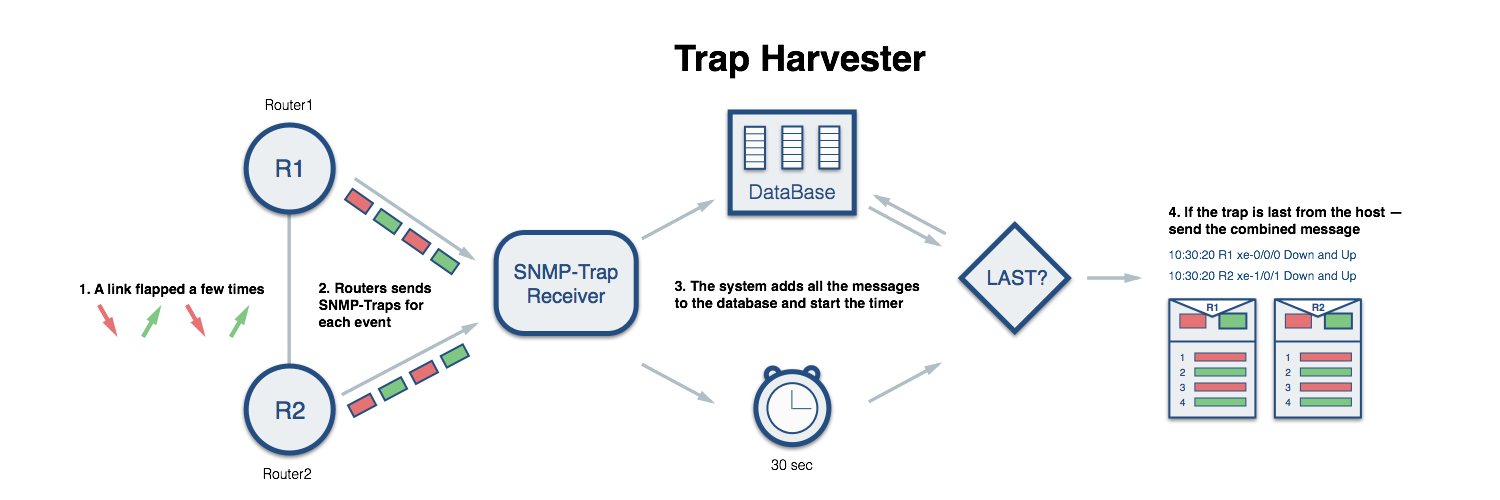 Trap Harvester
Router1
R1
1. A link flapped a few times
2. Routers sends
SNMP-Traps for
each event
R2
Router2
SNMP-Trap
Receiver
DataBase
3. The system adds all the messages
to the database and start the timer
30 sec
LAST?
4. If the trap is last from the host —
send the combined message
10:30:20 R1 xe-0/0/0 Down and Up
10:30:20 R2 xe-1/0/1 Down and Up
R1
1
2
3
4
R2
1
2
3
4